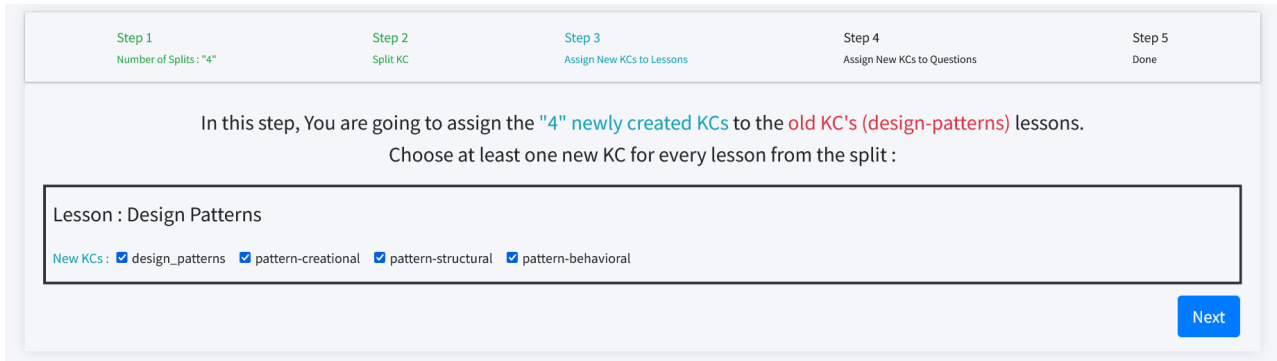 Step 1
Number of Splits : "4"
Step 2
Split KC
Step 3
Assign New KCs to Lessons
Step 4
Assign New KCs to Questions
Step 5
Done
In this step, You are going to assign the "4" newly created KCs to the old KC's (design-patterns) lessons.
Choose at least one new KC for every lesson from the split :
Lesson : Design Patterns
New KCs : design_patterns pattern-creational pattern-structural pattern-behavioral
Next